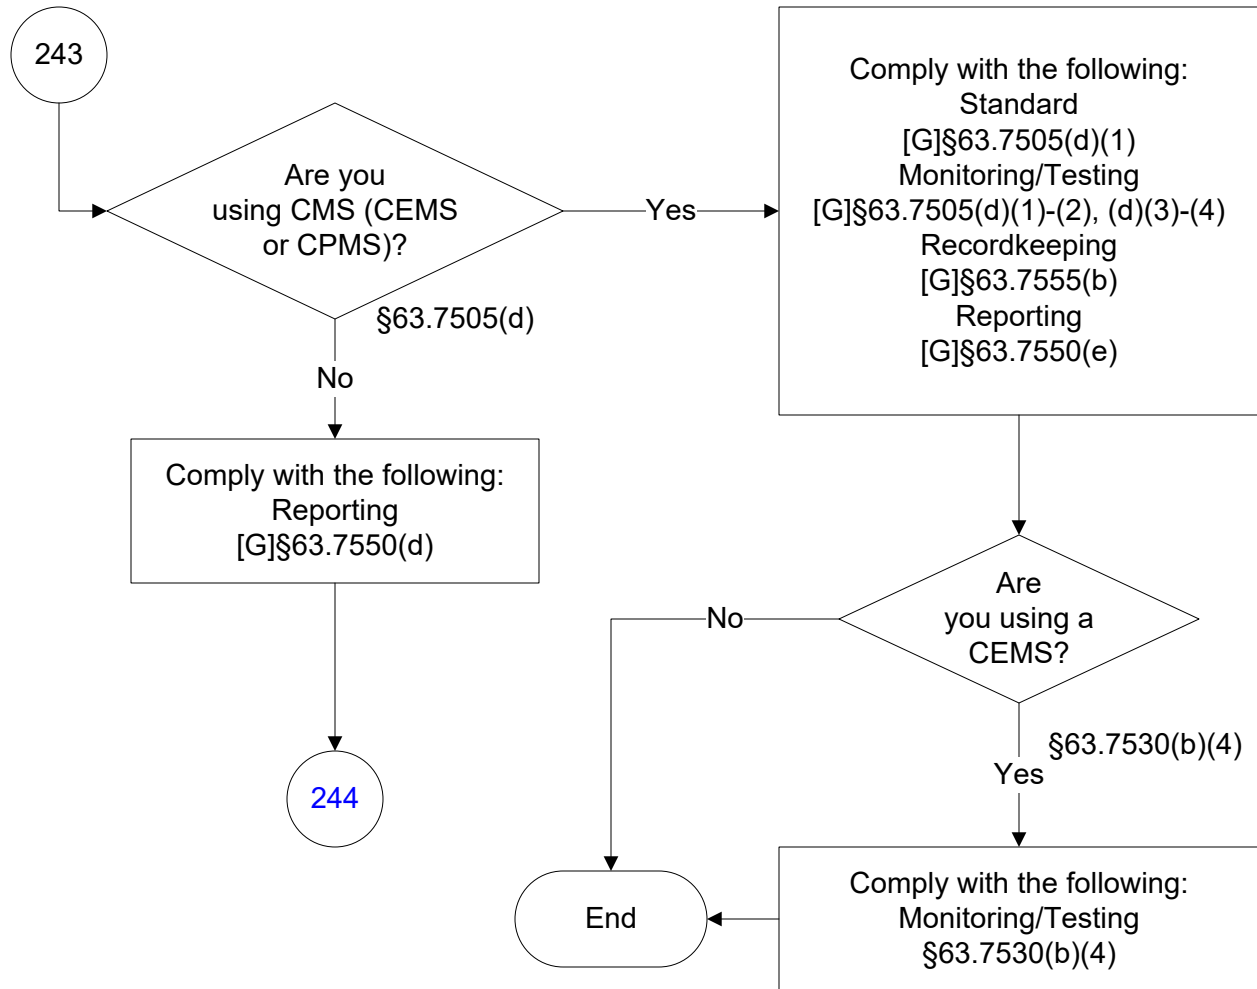 243
Are you
using CMS (CEMS
or CPMS)?
§63.7505(d)
Yes
Comply with the following:
Standard
[G]§63.7505(d)(1)
Monitoring/Testing
[G]§63.7505(d)(1)-(2), (d)(3)-(4)
Recordkeeping
[G]§63.7555(b)
Reporting
[G]§63.7550(e)
No
Comply with the following:
Reporting
[G]§63.7550(d)
244
Are
you using a
CEMS?
No
§63.7530(b)(4)
Yes
Comply with the following:
Monitoring/Testing
§63.7530(b)(4)
End